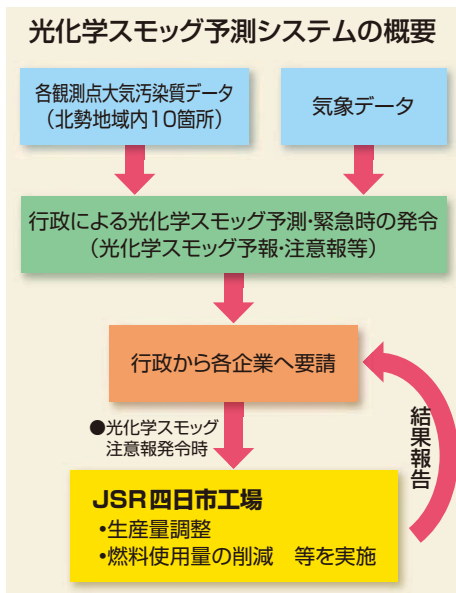 光化学スモッグ予測システムの概要
各観測点大気汚染質データ
（北勢地域内10箇所）
気象データ
行政による光化学スモッグ予測・緊急時の発令
（光化学スモッグ予報・注意報等）
行政から各企業へ要請
●光化学スモッグ
注意報発令時
結果報告
JSR四日市工場
・生産量調整
・燃料使用量の削減　等を実施